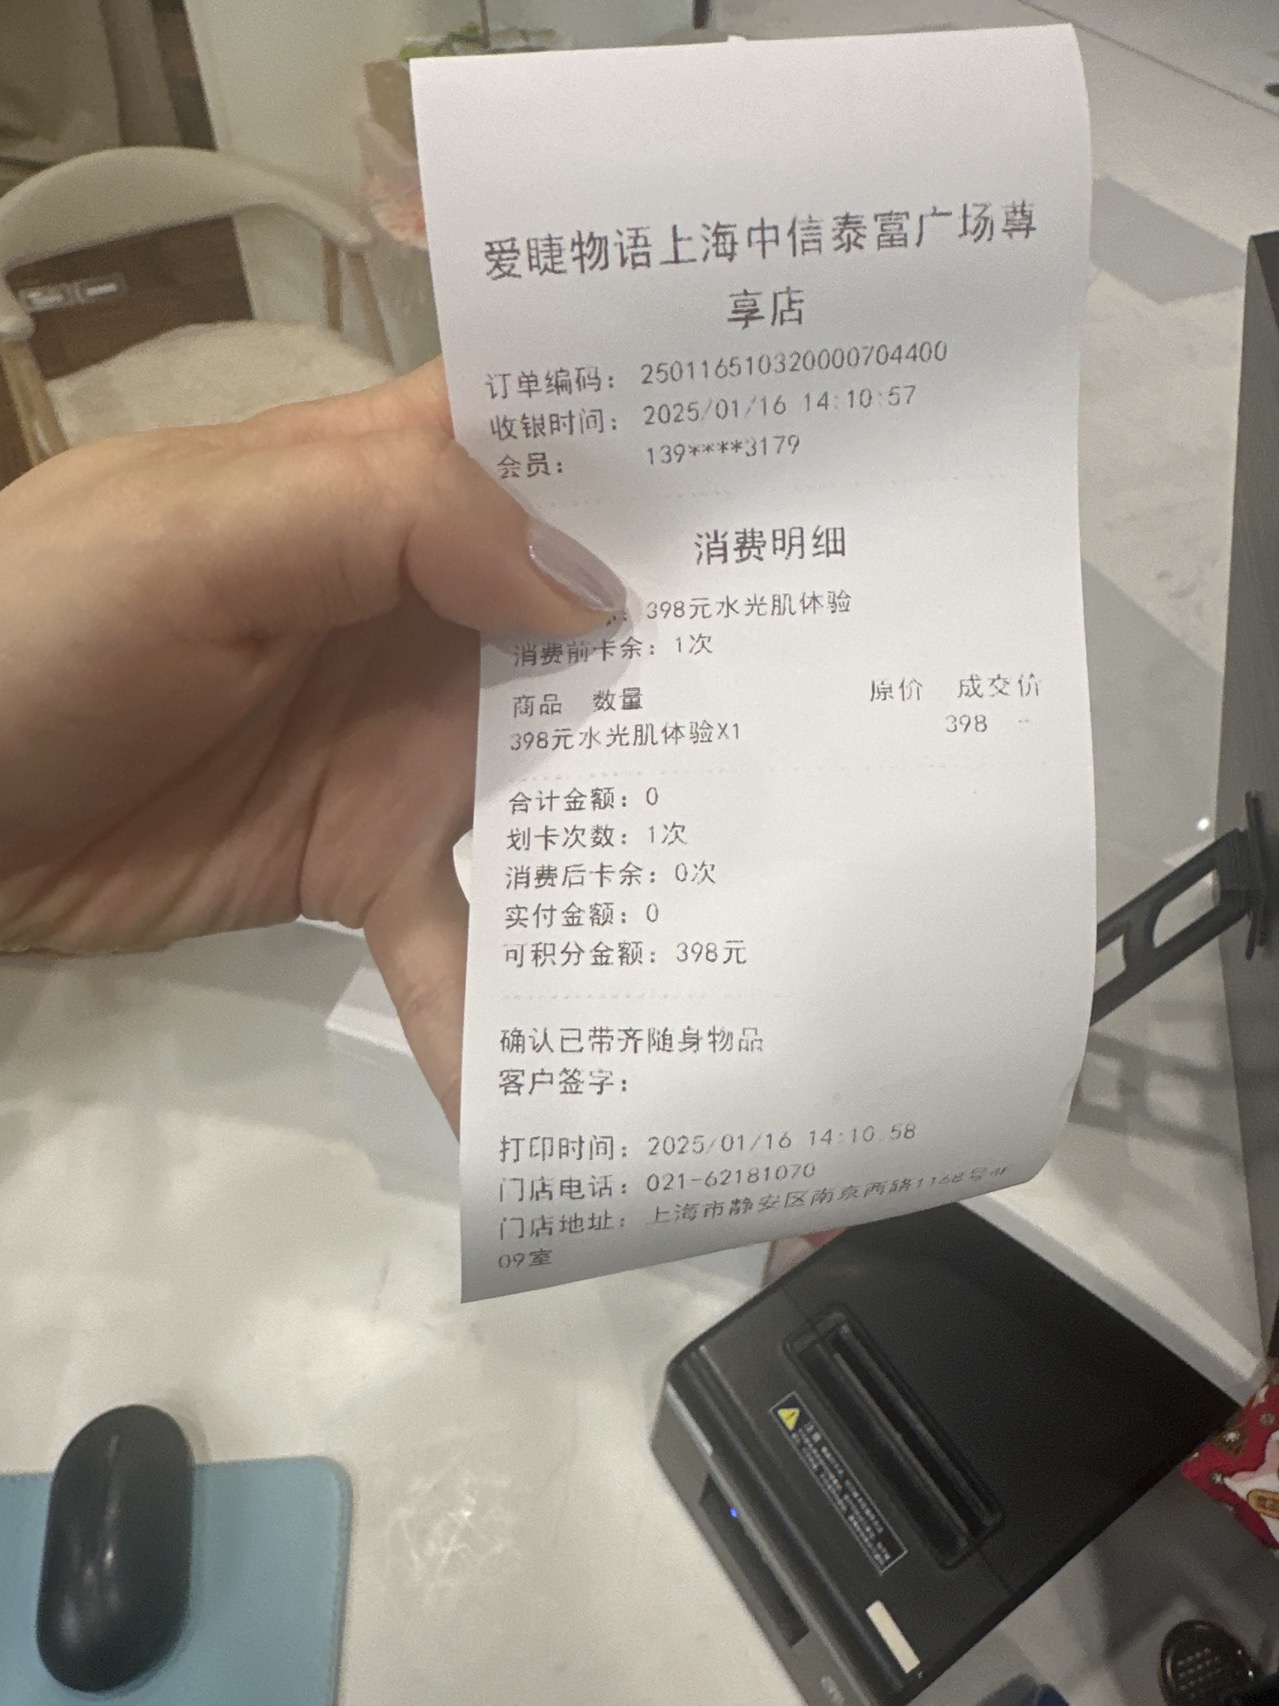 爱睫物语上海中信泰富广场尊
享店
订单编码： 250116510320000704400
收银时间： 2025/01/16 14:10:57
会员： 139****3179
消费明细
398元水光肌体验
消费前卡余：1次
商品 数量 原价 成交价
398元水光肌体验X1 398 -
合计金额：0
划卡次数：1次
消费后卡余：0次
实付金额：0
可积分金额：398元
确认已带齐随身物品
客户签字：
打印时间：2025/01/16 14:10:58
门店电话：021-62181070
门店地址：上海市静安区南京西路1168号4F
09室